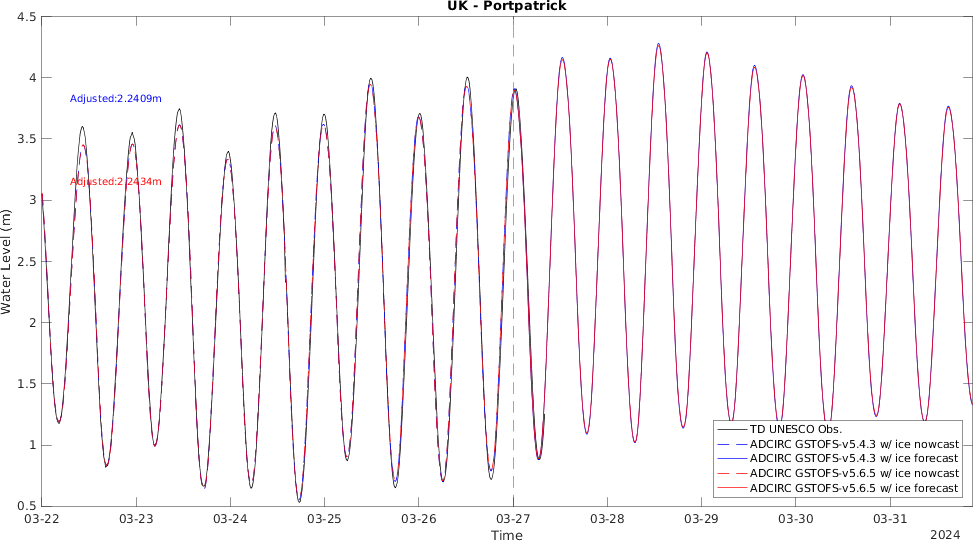 UK - Portpatrick
4.5
4
3.5
3
2.5
2
1.5
1
0.5
Water Level (m)
Adjusted:2.2409m
Adjusted:2.2434m
TD UNESCO Obs.
ADCIRC GSTOFS-v5.4.3 w/ ice nowcast
ADCIRC GSTOFS-v5.4.3 w/ ice forecast
ADCIRC GSTOFS-v5.6.5 w/ ice nowcast
ADCIRC GSTOFS-v5.6.5 w/ ice forecast
03-22 03-23 03-24 03-25 03-26 03-27 03-28 03-29 03-30 03-31
Time
2024